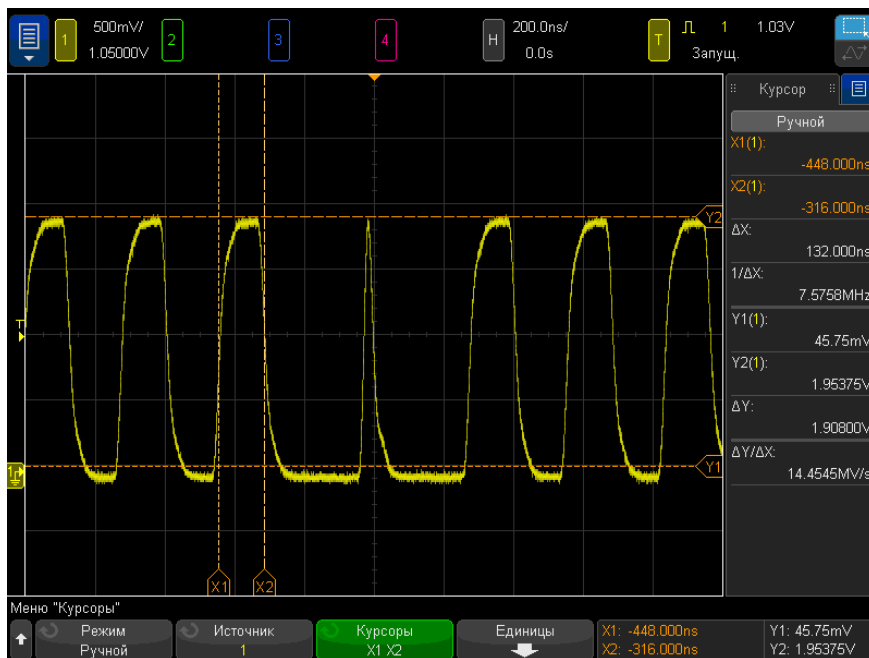 1 500mV/ 2 3 4 H 200.0ns/ T 1 1.03V
1.05000V 0.0s Запущ.
Курсор
Ручной
X1(1):
-448.000ns
X2(1):
-316.000ns
ΔX:
132.000ns
1/ΔX:
7.5758MHz
Y1(1):
45.75mV
Y2(1):
1.95375V
ΔY:
1.90800V
ΔY/ΔX:
14.4545MV/s
Y2
T
1
Y1
X1 X2
Меню "Курсоры"
Режим
Ручной
Источник
1
Курсоры
X1 X2
Единицы
X1: -448.000ns
X2: -316.000ns
Y1: 45.75mV
Y2: 1.95375V